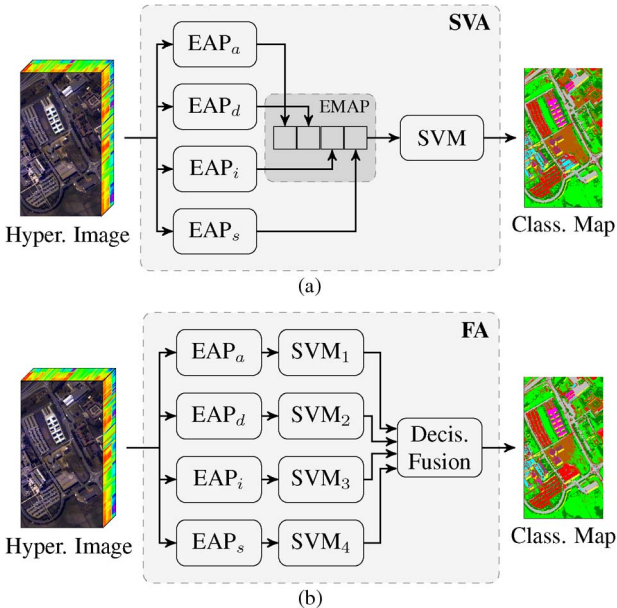 SVA
EAP_a
EAP_d
EMAP
EAP_i
SVM
EAP_s
Hyper. Image
Class. Map
(a)
FA
EAP_a
SVM_1
EAP_d
SVM_2
Decis.
Fusion
EAP_i
SVM_3
EAP_s
SVM_4
Hyper. Image
Class. Map
(b)